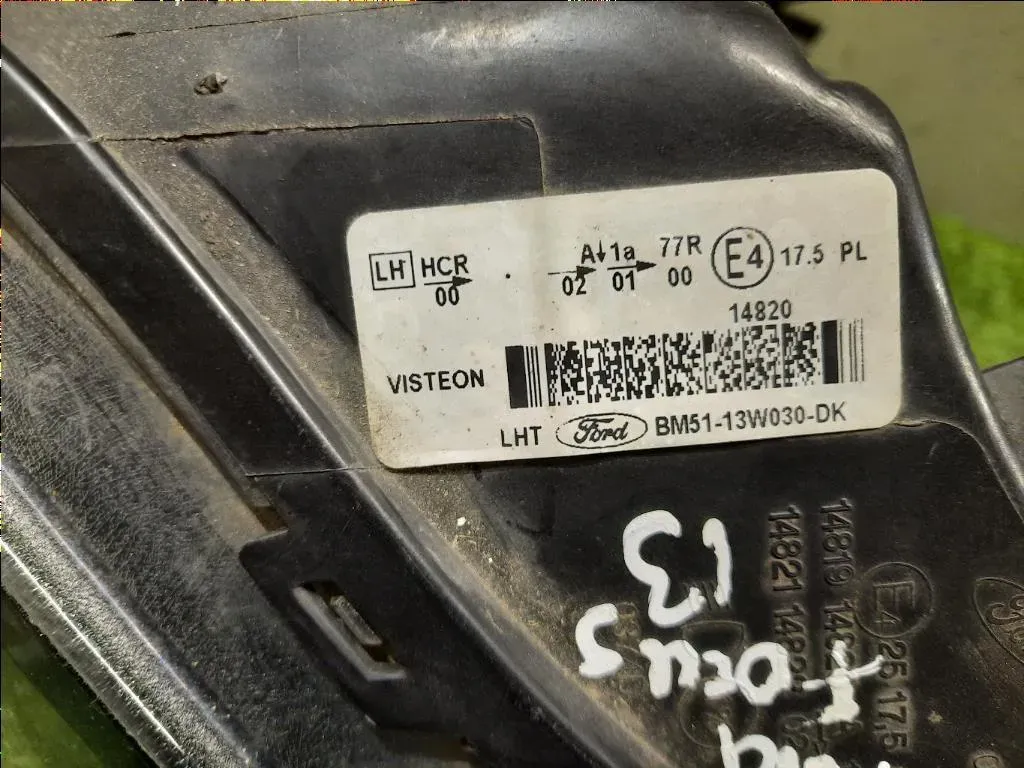 LH HCR 00
A 02 1a 01 77R 00 E4 17.5 PL
14820
VISTEON
LHT Ford BM51-13W030-DK
14819
14821
E4
Focus
13